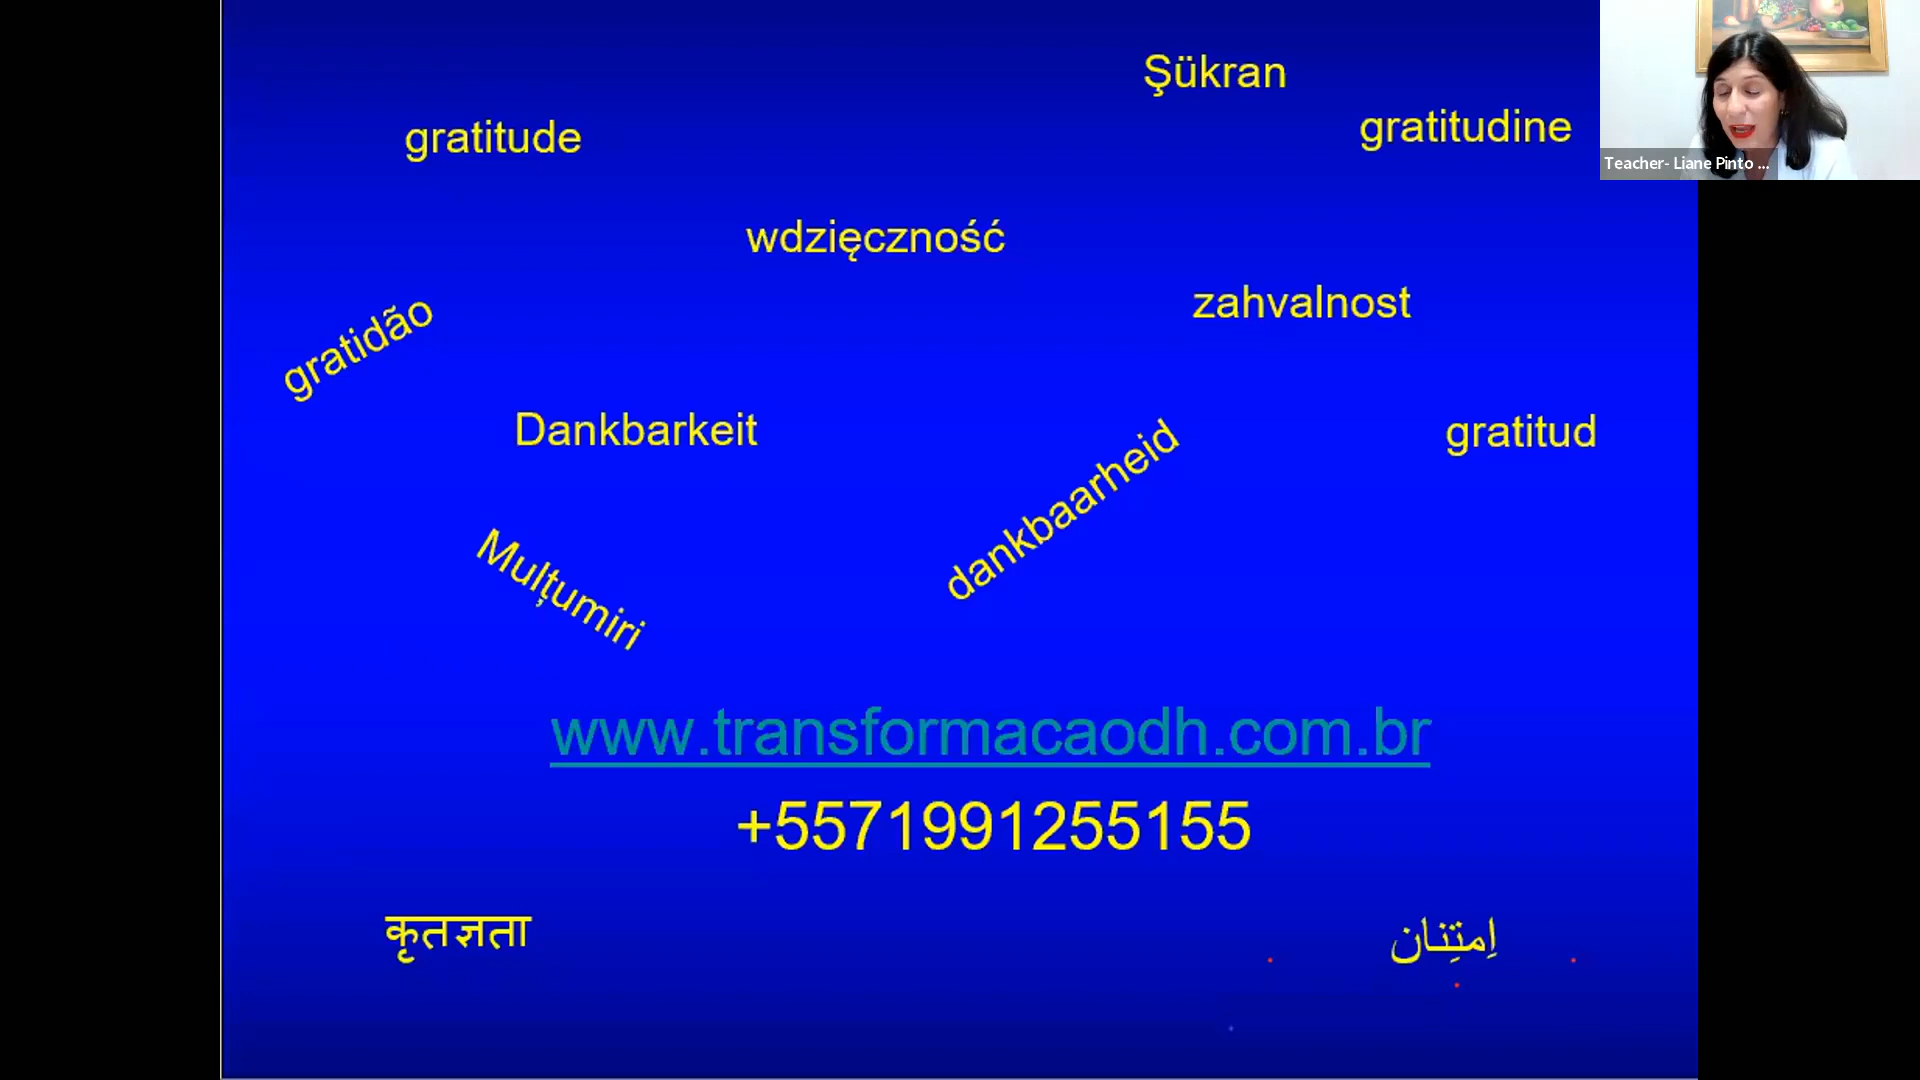 Şükran
gratitude
gratitudine
Teacher- Liane Pinto ...
wdzięczność
zahvalnost
gratidão
Dankbarkeit
gratitud
dankbaarheid
Mulţumiri
www.transformacaodh.com.br
+5571991255155
कृतज्ञता
اِمتِنان